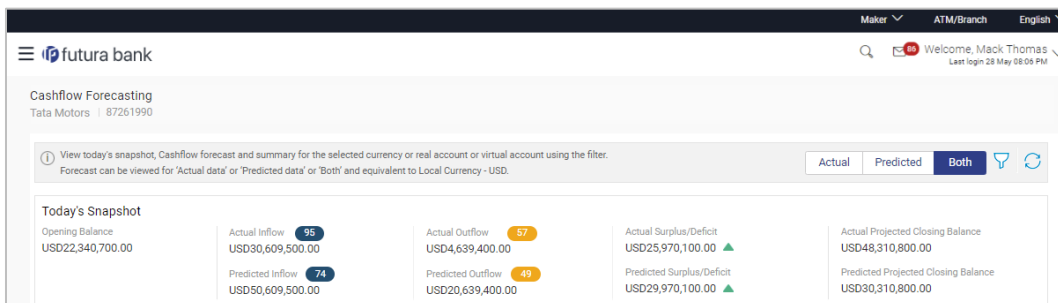 Maker ATM/Branch English
futura bank 86 Welcome, Mack Thomas
Last login 28 May 08:06 PM
Cashflow Forecasting
Tata Motors | 87261990
View today's snapshot, Cashflow forecast and summary for the selected currency or real account or virtual account using the filter.
Forecast can be viewed for 'Actual data' or 'Predicted data' or 'Both' and equivalent to Local Currency - USD.
Actual Predicted Both
Today's Snapshot
Opening Balance Actual Inflow 95 Actual Outflow 57 Actual Surplus/Deficit Actual Projected Closing Balance
USD22,340,700.00 USD30,609,500.00 USD4,639,400.00 USD25,970,100.00 USD48,310,800.00
Predicted Inflow 74 Predicted Outflow 49 Predicted Surplus/Deficit Predicted Projected Closing Balance
USD50,609,500.00 USD20,639,400.00 USD29,970,100.00 USD30,310,800.00